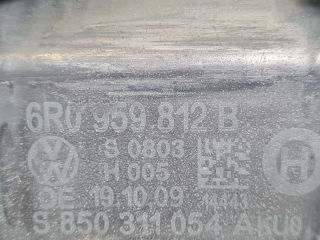 6R0 959 812 B
S 0803
H 005
DE 19.10.09
S 850 311 054 A